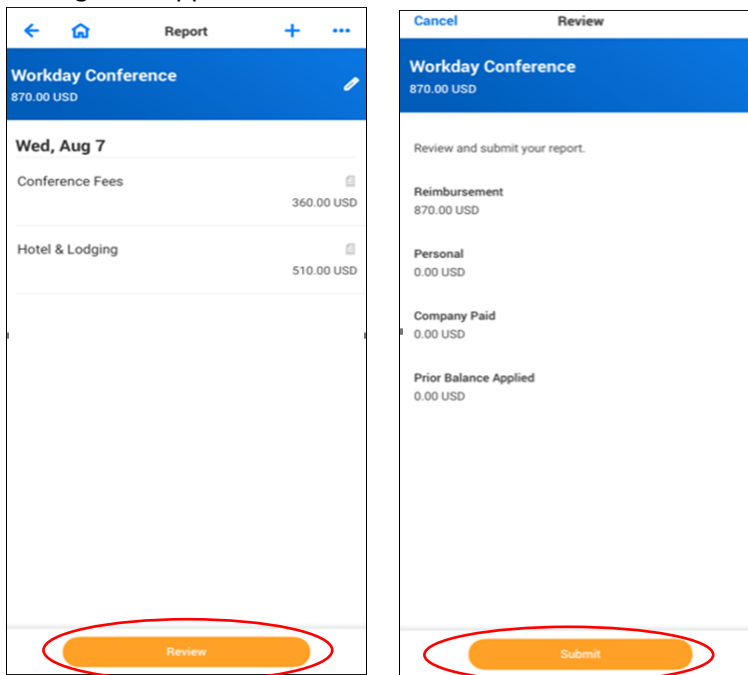 Report
Workday Conference
870.00 USD
Wed, Aug 7
Conference Fees
360.00 USD
Hotel & Lodging
510.00 USD
Review
Cancel Review
Workday Conference
870.00 USD
Review and submit your report.
Reimbursement
870.00 USD
Personal
0.00 USD
Company Paid
0.00 USD
Prior Balance Applied
0.00 USD
Submit